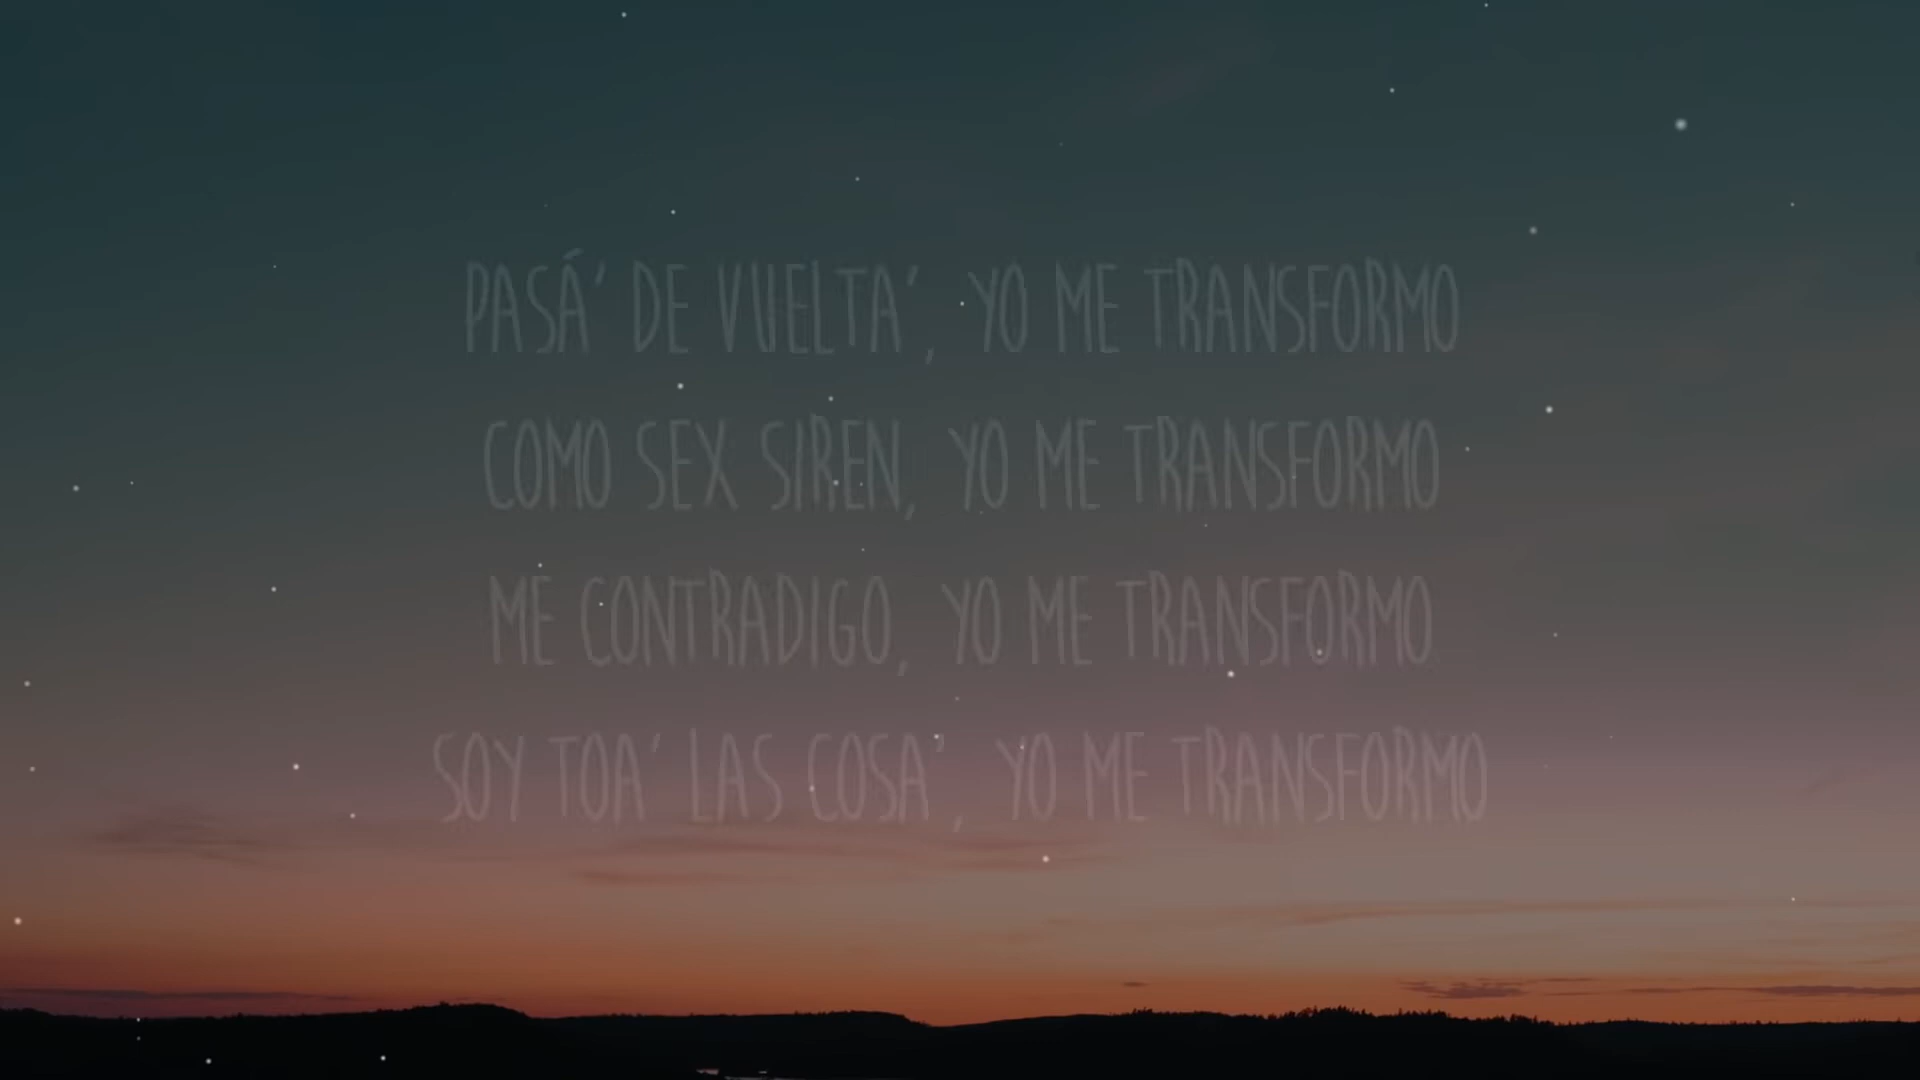 PASÁ' DE VUELTA', YO ME TRANSFORMO
COMO SEX SIREN, YO ME TRANSFORMO
ME CONTRADIGO, YO ME TRANSFORMO
SOY TOA' LAS COSA', YO ME TRANSFORMO